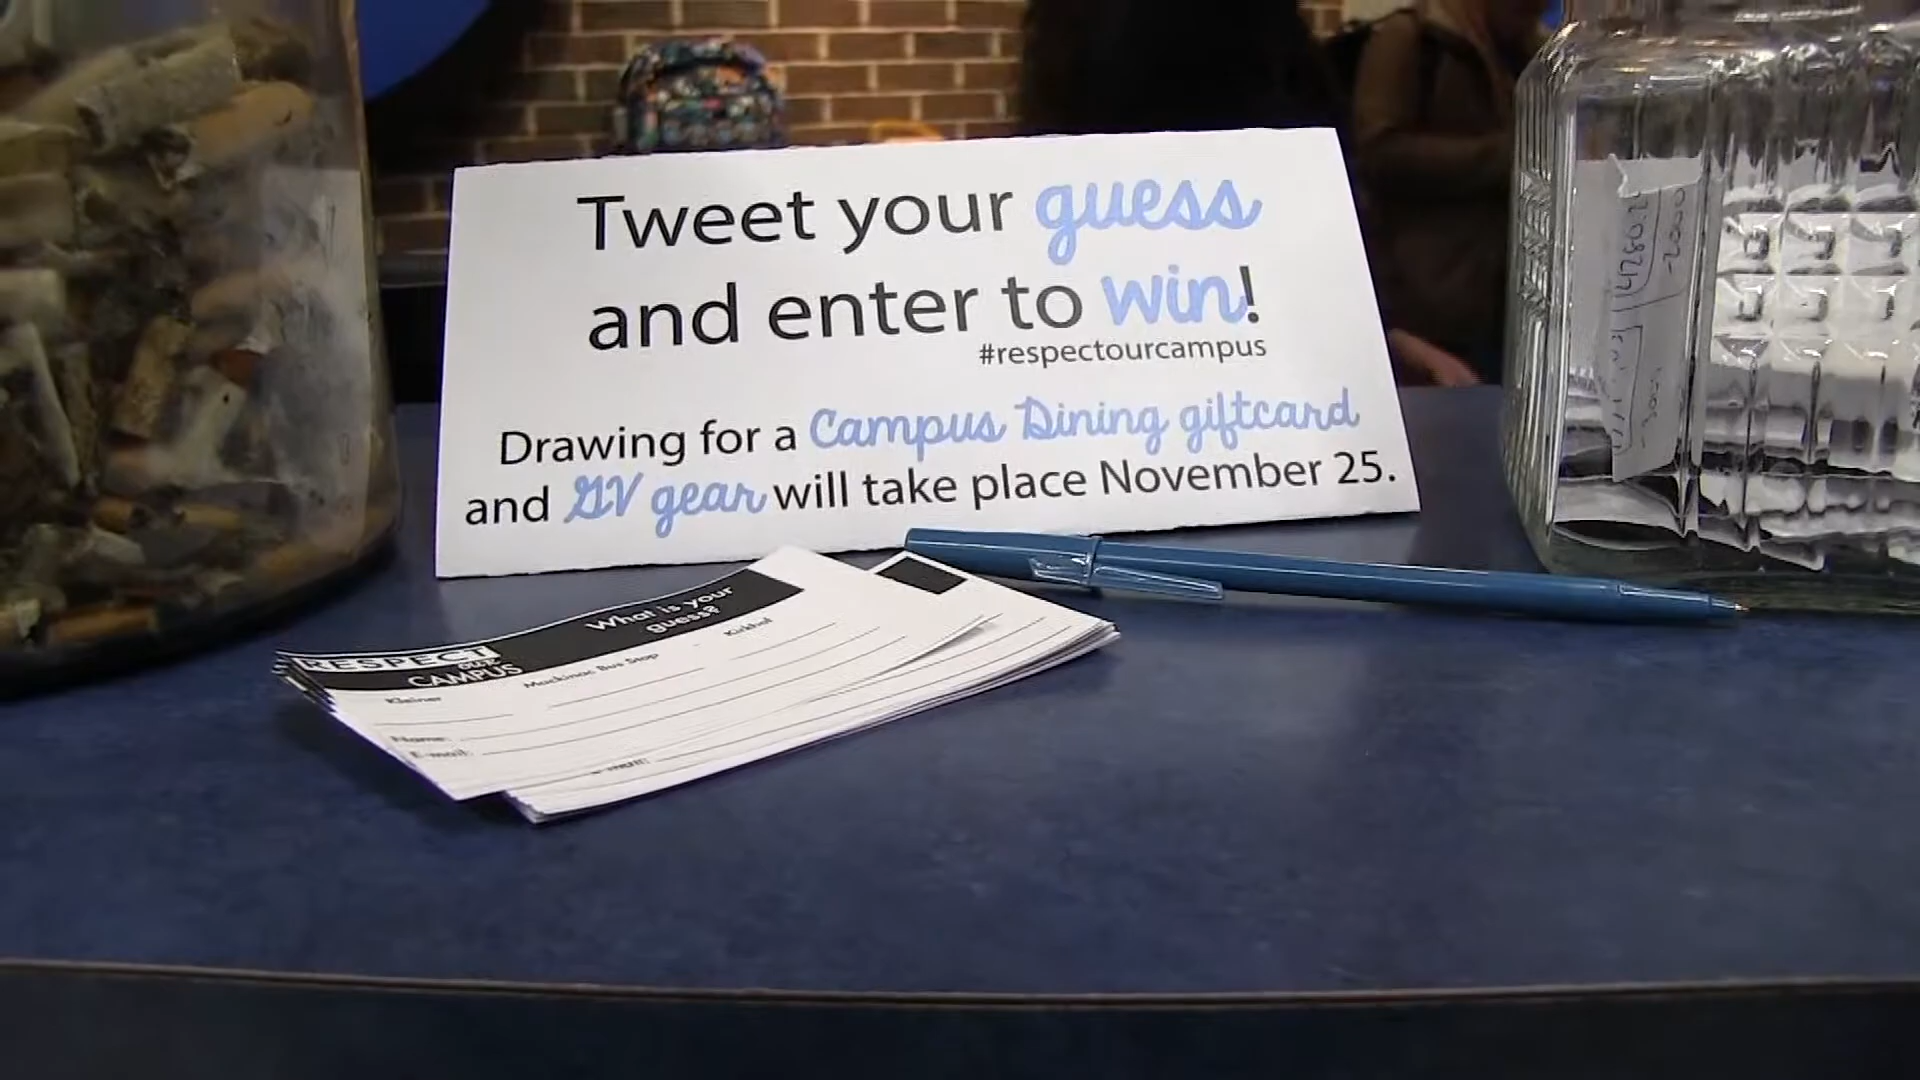 Tweet your guess
and enter to win!
#respectourcampus
Drawing for a Campus Dining giftcard
and GV gear will take place November 25.
RESPECT
our
CAMPUS
What is your
guess?
Kleiner
Mackinac Bus Stop
Kirkhof
Name:
E-mail: